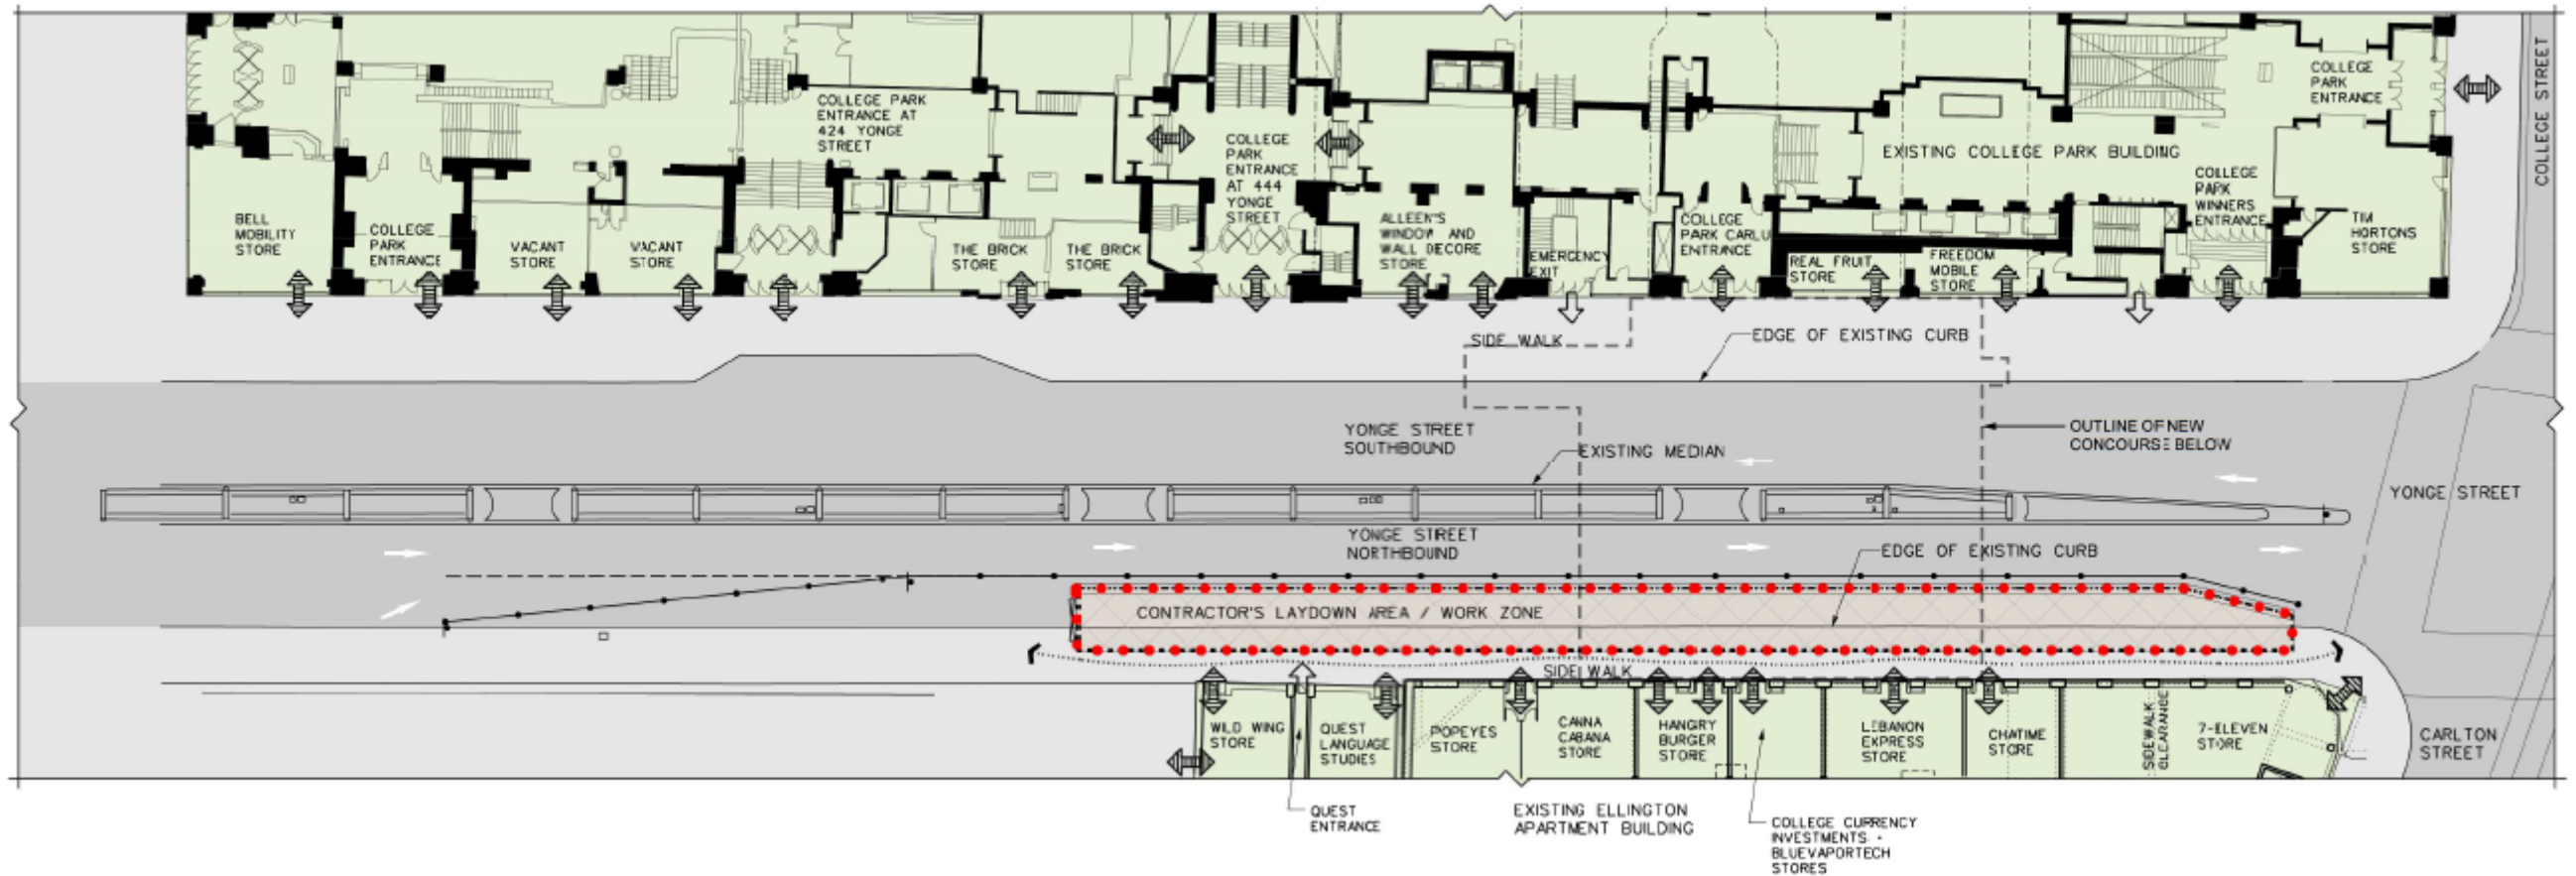 COLLEGE
PARK
ENTRANCE
COLLEGE STREET
COLLEGE PARK
ENTRANCE AT
424 YONGE
STREET
COLLEGE
PARK
ENTRANCE
AT 444
YONGE
STREET
EXISTING COLLEGE PARK BUILDING
COLLEGE
PARK
WINNERS
ENTRANCE
TIM
HORTONS
STORE
BELL
MOBILITY
STORE
COLLEGE
PARK
ENTRANCE
VACANT
STORE
VACANT
STORE
THE BRICK
STORE
THE BRICK
STORE
ALLEEN'S
WINDOW AND
WALL DECORE
STORE
EMERGENCY
EXIT
COLLEGE
PARK CARLU
ENTRANCE
REAL FRUIT
STORE
FREEDOM
MOBILE
STORE
SIDE WALK
EDGE OF EXISTING CURB
YONGE STREET
SOUTHBOUND
OUTLINE OF NEW
CONCOURSE BELOW
EXISTING MEDIAN
YONGE STREET
YONGE STREET
NORTHBOUND
EDGE OF EXISTING CURB
CONTRACTOR'S LAYDOWN AREA / WORK ZONE
SIDE WALK
WILD WING
STORE
QUEST
LANGUAGE
STUDIES
POPEYES
STORE
CANNA
CABANA
STORE
HANGRY
BURGER
STORE
LEBANON
EXPRESS
STORE
CHATIME
STORE
SIDEWALK
CLEARANCE
7-ELEVEN
STORE
CARLTON
STREET
QUEST
ENTRANCE
EXISTING ELLINGTON
APARTMENT BUILDING
COLLEGE CURRENCY
INVESTMENTS -
BLUEVAPORTECH
STORES